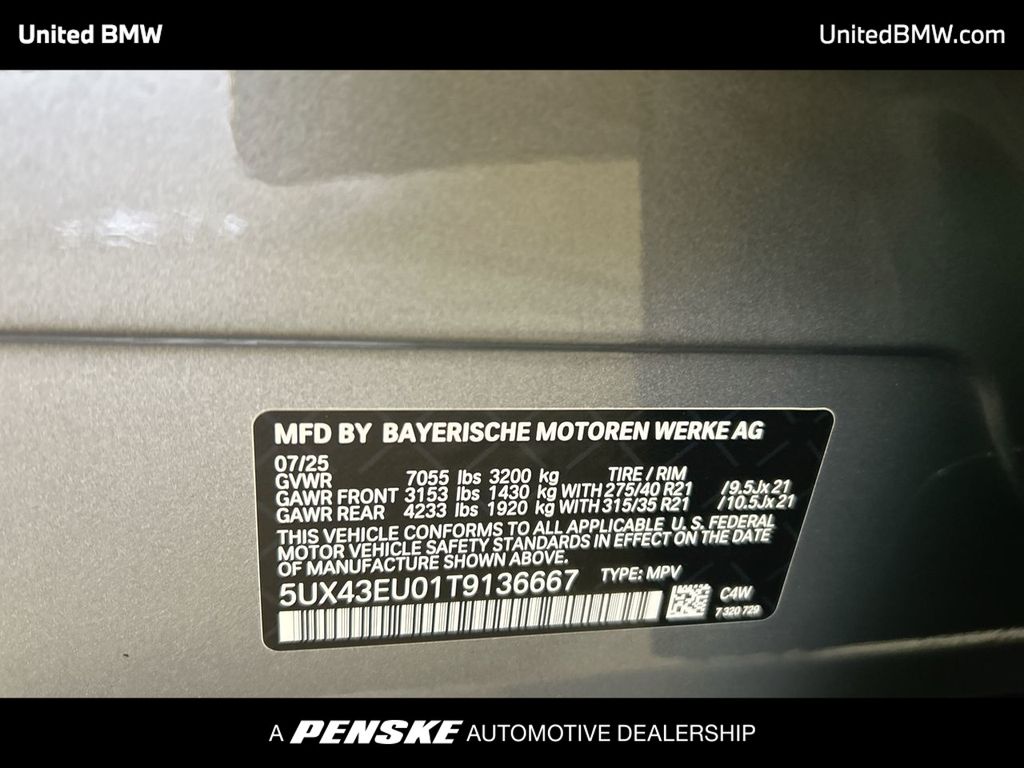 United BMW
UnitedBMW.com
MFD BY BAYERISCHE MOTOREN WERKE AG
07/25
GVWR 7055 lbs 3200 kg TIRE / RIM
GAWR FRONT 3153 lbs 1430 kg WITH 275/40 R21 /9.5Jx21
GAWR REAR 4233 lbs 1920 kg WITH 315/35 R21 /10.5Jx21
THIS VEHICLE CONFORMS TO ALL APPLICABLE U.S. FEDERAL
MOTOR VEHICLE SAFETY STANDARDS IN EFFECT ON THE DATE
OF MANUFACTURE SHOWN ABOVE.
5UX43EU01T9136667 TYPE: MPV
C4W
7 320 729
A PENSKE AUTOMOTIVE DEALERSHIP